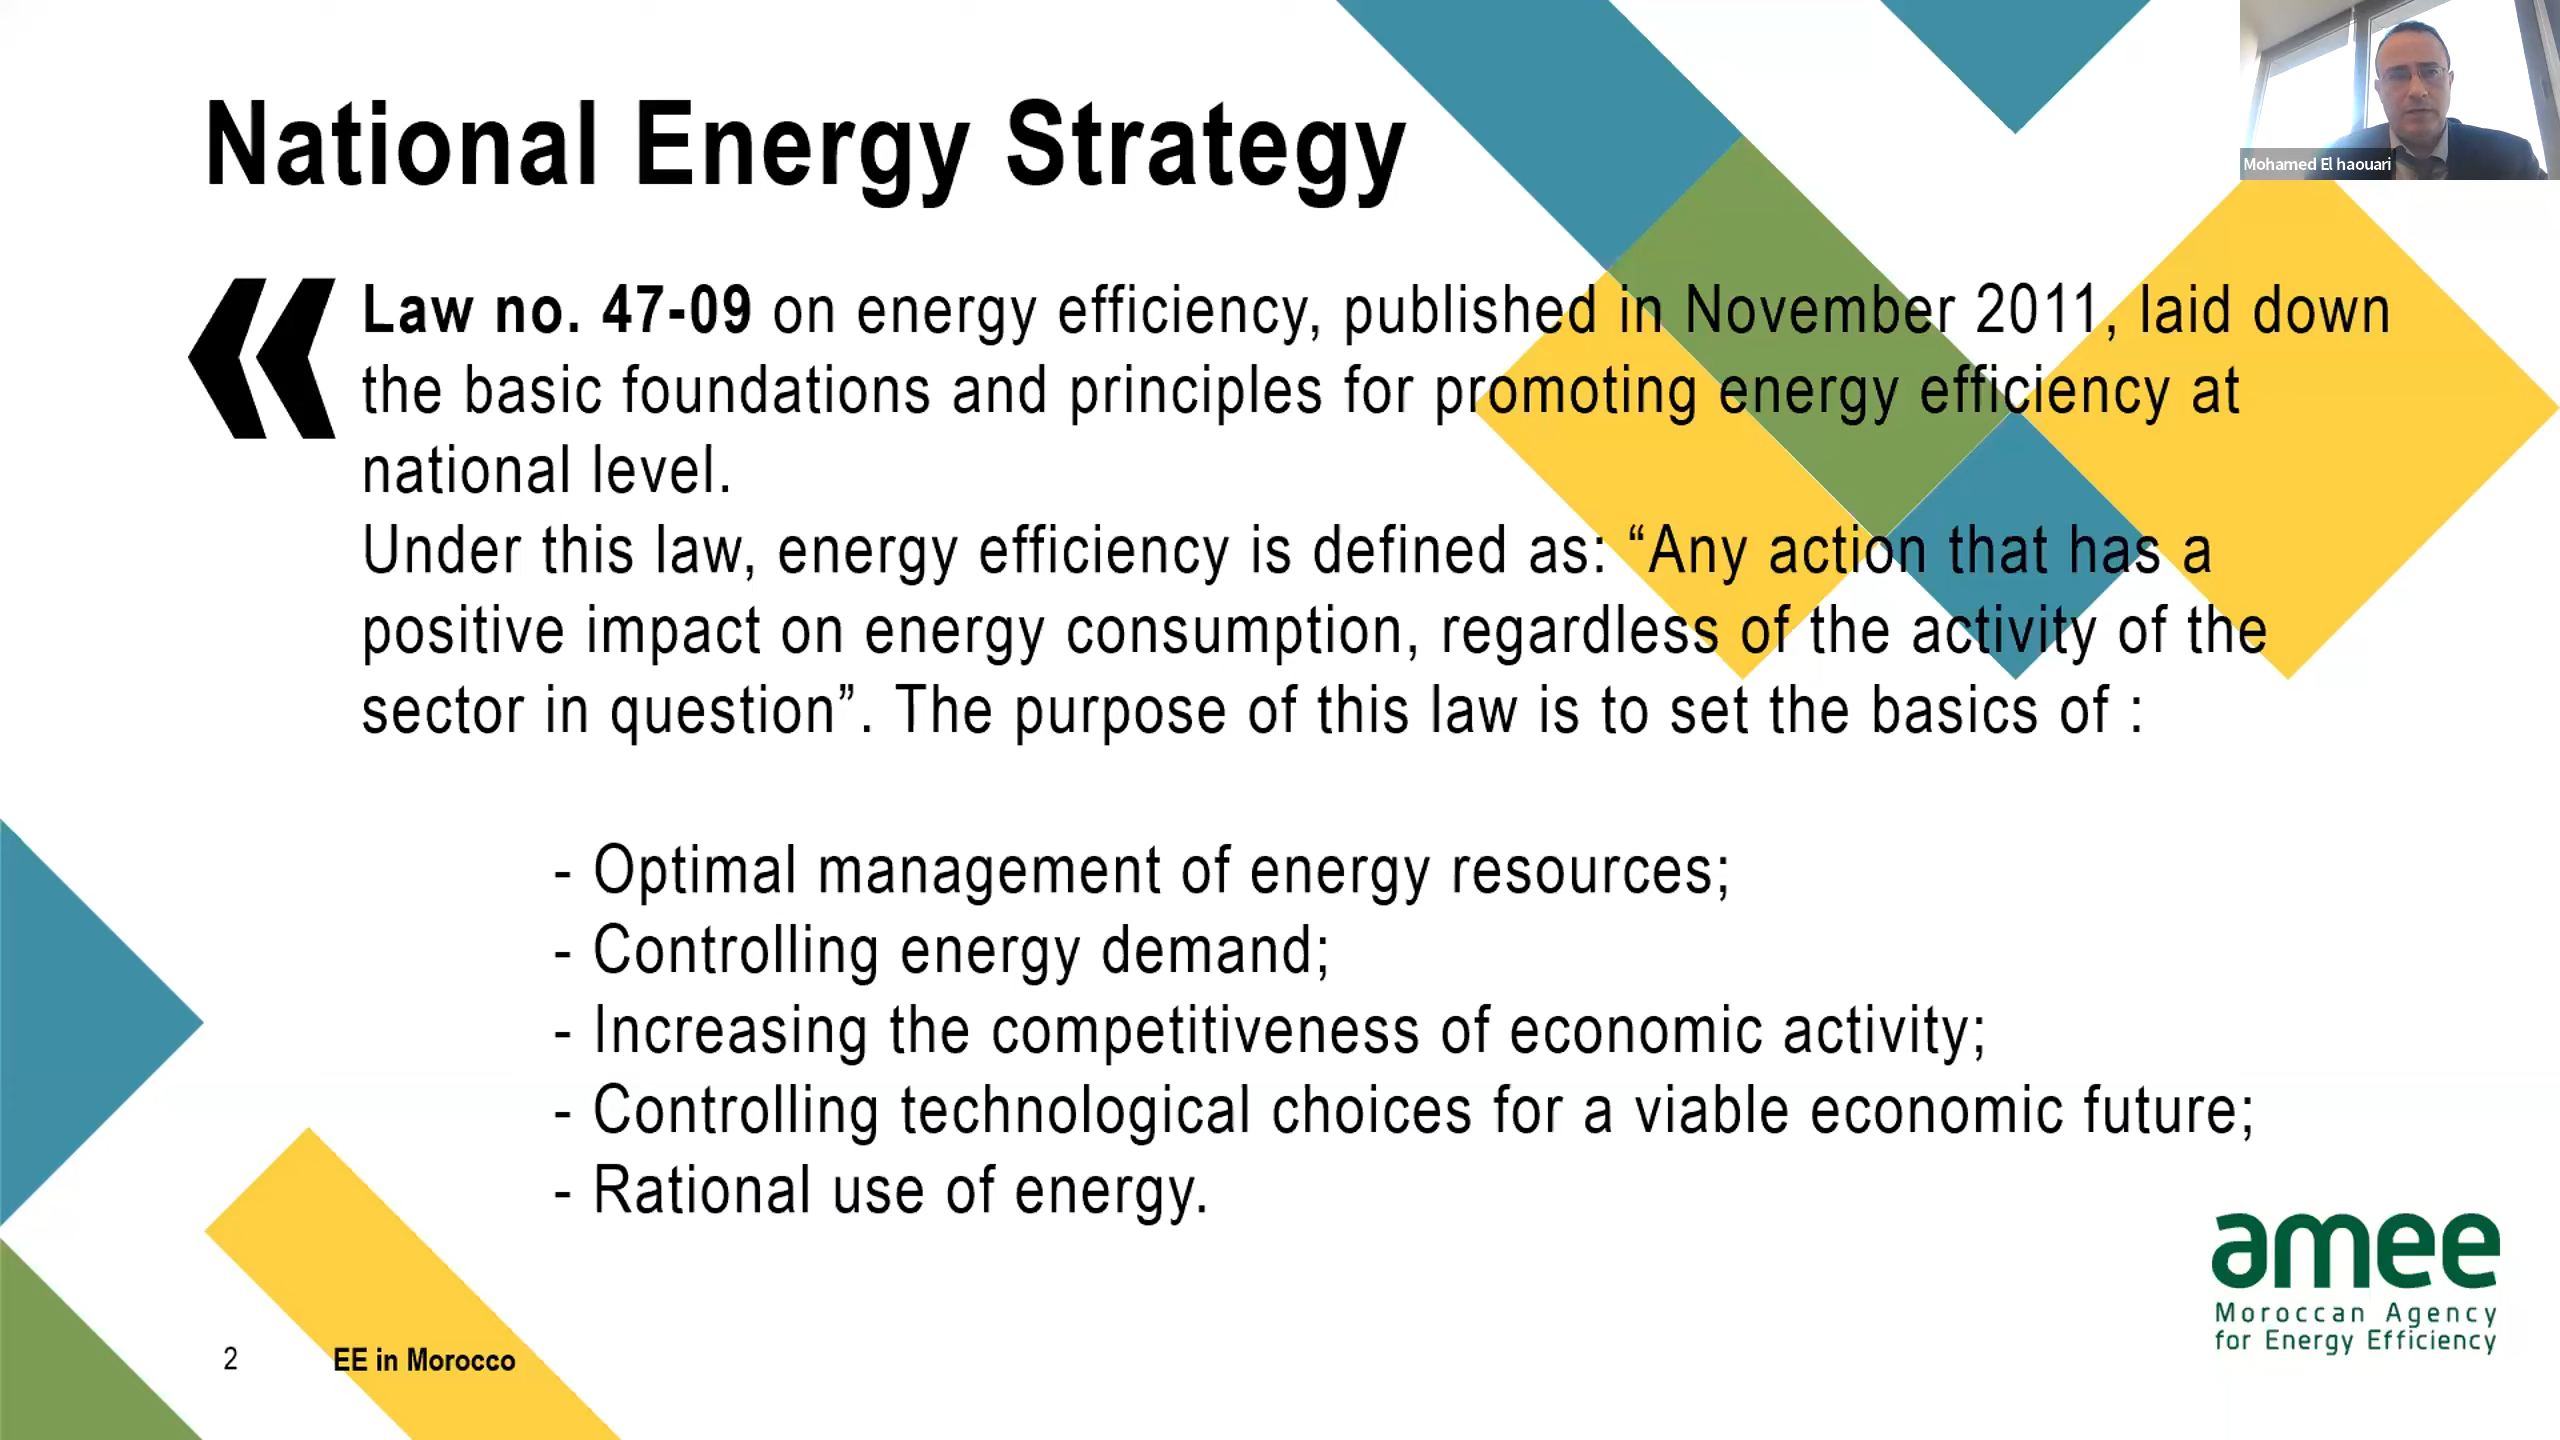 National Energy Strategy
Mohamed El haouari
« Law no. 47-09 on energy efficiency, published in November 2011, laid down
the basic foundations and principles for promoting energy efficiency at
national level.
Under this law, energy efficiency is defined as: “Any action that has a
positive impact on energy consumption, regardless of the activity of the
sector in question”. The purpose of this law is to set the basics of :
- Optimal management of energy resources;
- Controlling energy demand;
- Increasing the competitiveness of economic activity;
- Controlling technological choices for a viable economic future;
- Rational use of energy.
amee
Moroccan Agency
for Energy Efficiency
2 EE in Morocco